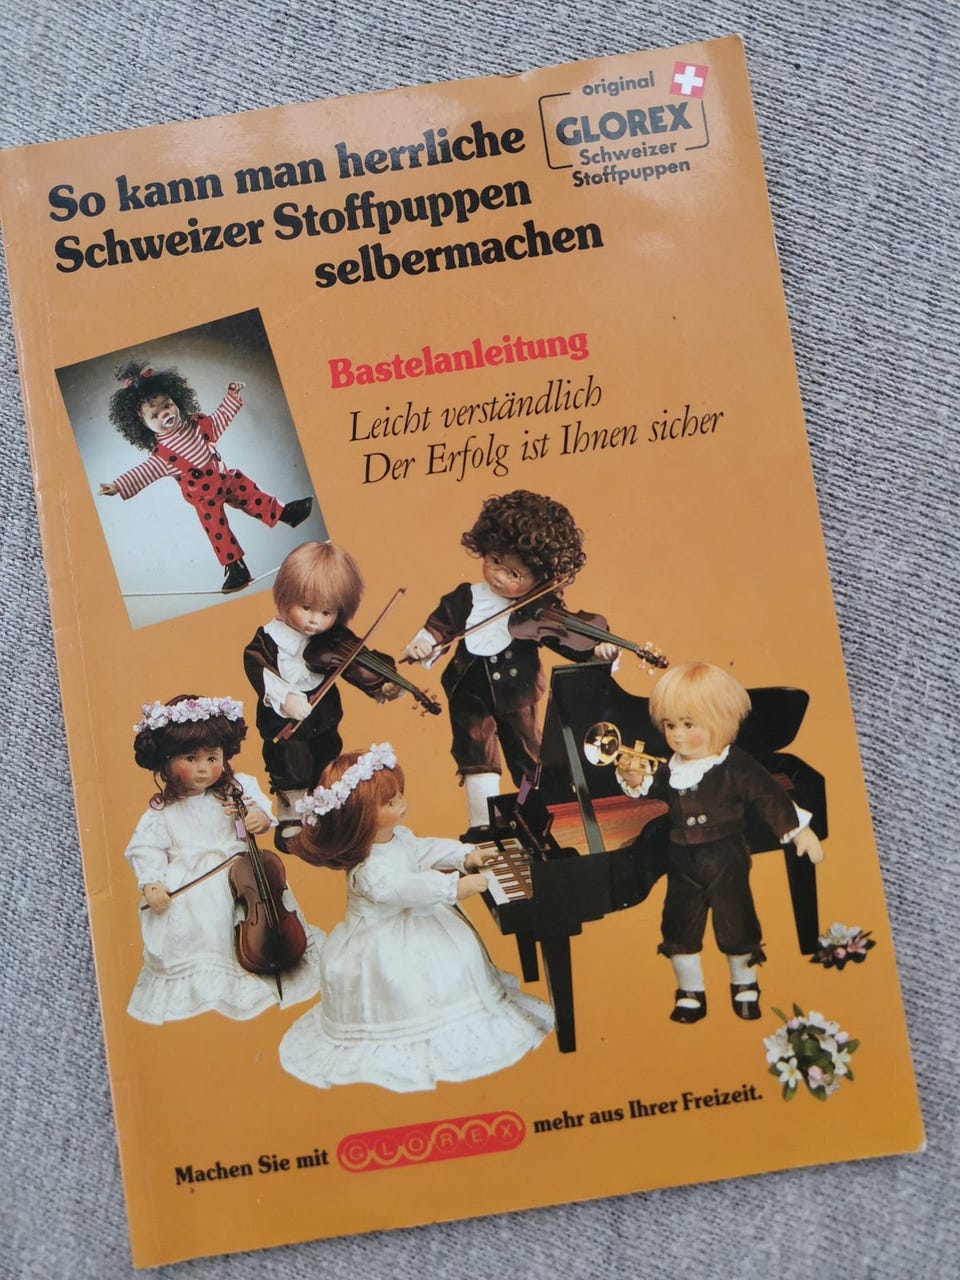 original
GLOREX
Schweizer
Stoffpuppen
So kann man herrliche
Schweizer Stoffpuppen
selbermachen
Bastelanleitung
Leicht verständlich
Der Erfolg ist Ihnen sicher
Machen Sie mit GLOREX mehr aus Ihrer Freizeit.